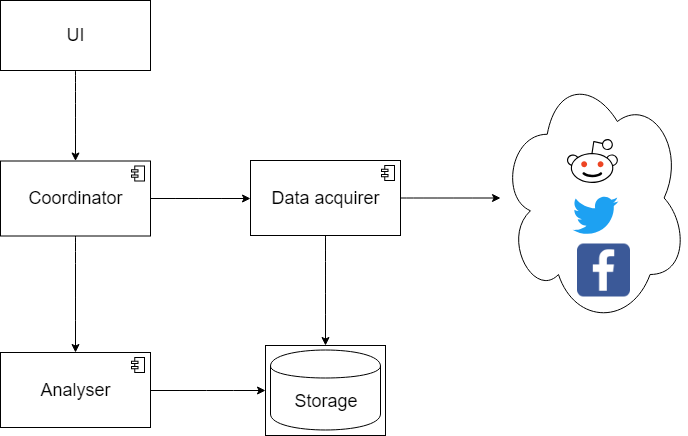 UI
Coordinator
Data acquirer
Analyser
Storage